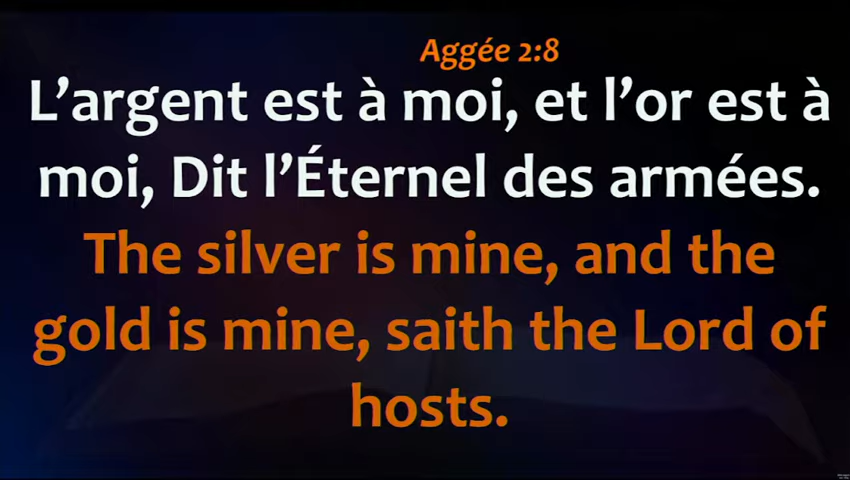 Aggée 2:8
L’argent est à moi, et l’or est à
moi, Dit l’Éternel des armées.
The silver is mine, and the
gold is mine, saith the Lord of
hosts.